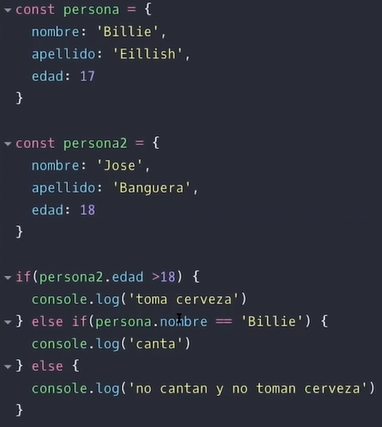 const persona = {
nombre: 'Billie',
apellido: 'Eillish',
edad: 17
}
const persona2 = {
nombre: 'Jose',
apellido: 'Banguera',
edad: 18
}
if(persona2.edad >18) {
console.log('toma cerveza')
} else if(persona.nombre == 'Billie') {
console.log('canta')
} else {
console.log('no cantan y no toman cerveza')
}